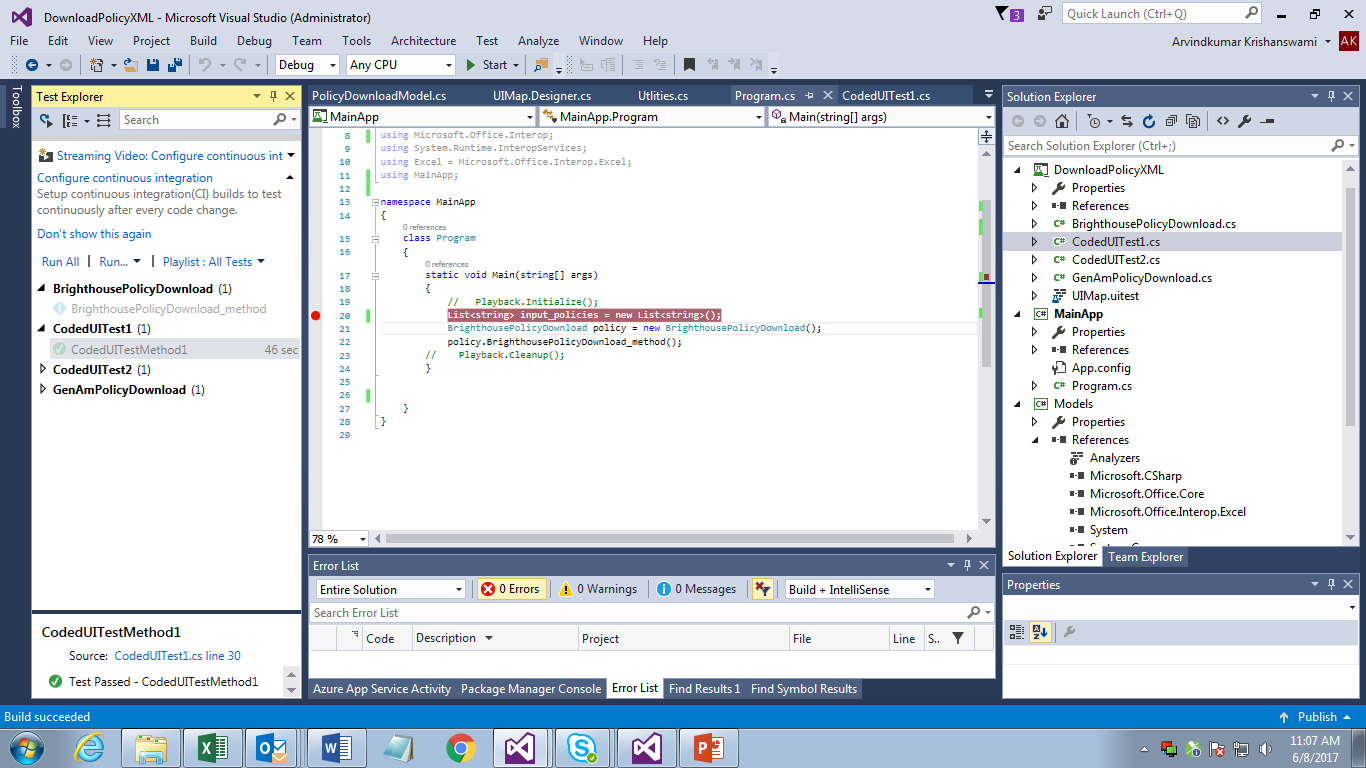 DownloadPolicyXML - Microsoft Visual Studio (Administrator)
3
Quick Launch (Ctrl+Q)
File Edit View Project Build Debug Team Tools Architecture Test Analyze Window Help
Arvindkumar Krishanswami AK
Debug Any CPU Start
Toolbox
Test Explorer
Search
Streaming Video: Configure continuous int
Configure continuous integration
Setup continuous integration(CI) builds to test
continuously after every code change.
Don't show this again
Run All | Run... | Playlist : All Tests
BrighthousePolicyDownload (1)
BrighthousePolicyDownload_method
CodedUITest1 (1)
CodedUITestMethod1 46 sec
CodedUITest2 (1)
GenAmPolicyDownload (1)
CodedUITestMethod1
Source: CodedUITest1.cs line 30
Test Passed - CodedUITestMethod1
PolicyDownloadModel.cs UIMap.Designer.cs Utlities.cs Program.cs CodedUITest1.cs
MainApp MainApp.Program Main(string[] args)
8 using Microsoft.Office.Interop;
9 using System.Runtime.InteropServices;
10 using Excel = Microsoft.Office.Interop.Excel;
11 using MainApp;
12
13 namespace MainApp
14 {
0 references
15 class Program
16 {
0 references
17 static void Main(string[] args)
18 {
19 // Playback.Initialize();
20 List<string> input_policies = new List<string>();
21 BrighthousePolicyDownload policy = new BrighthousePolicyDownload();
22 policy.BrighthousePolicyDownload_method();
23 // Playback.Cleanup();
24 }
25
26
27 }
28 }
29
78 %
Error List
Entire Solution 0 Errors 0 Warnings 0 Messages Build + IntelliSense
Search Error List
Code Description Project File Line S..
Azure App Service Activity Package Manager Console Error List Find Results 1 Find Symbol Results
Solution Explorer
Search Solution Explorer (Ctrl+;)
DownloadPolicyXML
Properties
References
C# BrighthousePolicyDownload.cs
C# CodedUITest1.cs
C# CodedUITest2.cs
C# GenAmPolicyDownload.cs
UIMap.uitest
C# MainApp
Properties
References
App.config
C# Program.cs
C# Models
Properties
References
Analyzers
Microsoft.CSharp
Microsoft.Office.Core
Microsoft.Office.Interop.Excel
System
Solution Explorer Team Explorer
Properties
Build succeeded
Publish
11:07 AM
6/8/2017